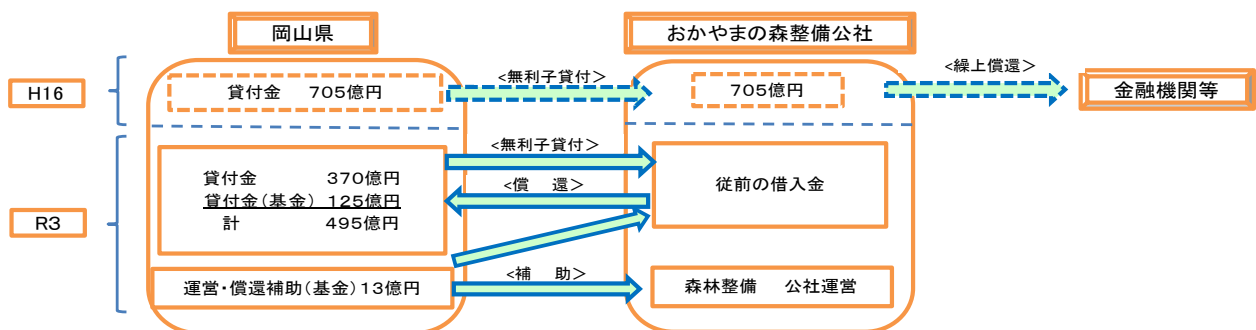 岡山県
おかやまの森整備公社
H16
貸付金　705億円
<無利子貸付>
705億円
<繰上償還>
金融機関等
R3
貸付金　370億円
貸付金(基金)　125億円
計　495億円
<無利子貸付>
<償　還>
従前の借入金
運営・償還補助(基金)13億円
<補　助>
森林整備　公社運営